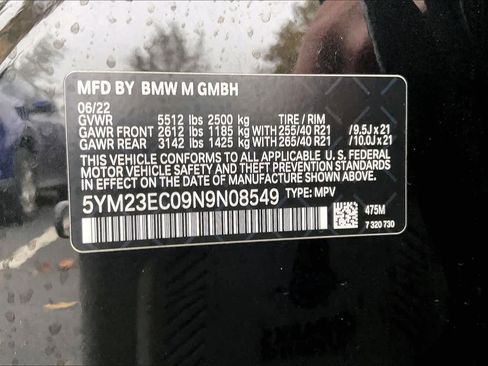 MFD BY BMW M GMBH
06/22
GVWR 5512 lbs 2500 kg TIRE / RIM
GAWR FRONT 2612 lbs 1185 kg WITH 255/40 R21 / 9.5J x 21
GAWR REAR 3142 lbs 1425 kg WITH 265/40 R21 / 10.0J x 21
THIS VEHICLE CONFORMS TO ALL APPLICABLE U. S. FEDERAL
MOTOR VEHICLE SAFETY AND THEFT PREVENTION STANDARDS
IN EFFECT ON THE DATE OF MANUFACTURE SHOWN ABOVE.
5YM23EC09N9N08549 TYPE: MPV
475M
7 320 730